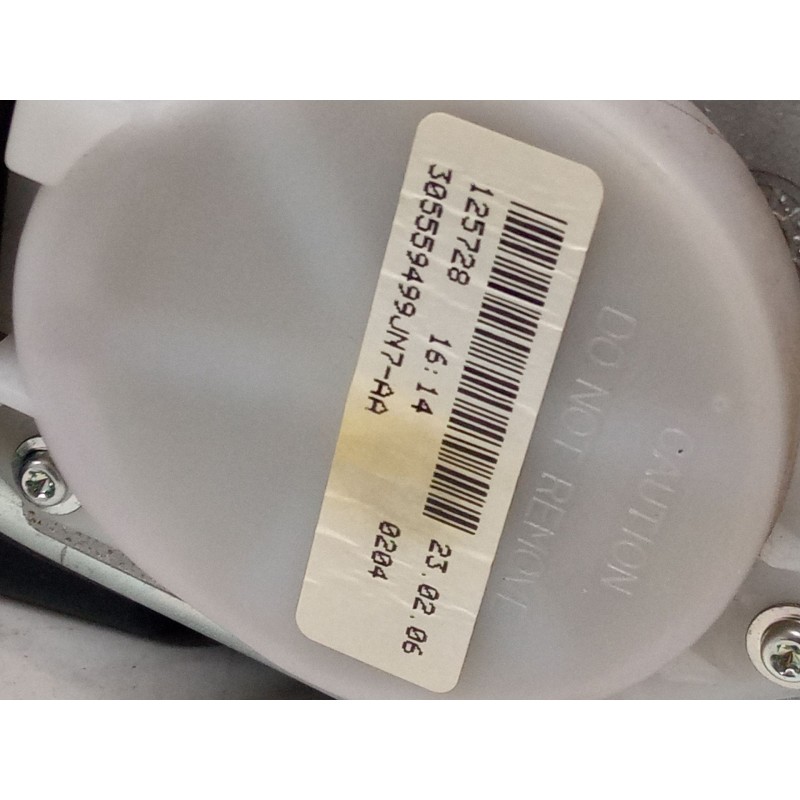 CAUTION
DO NOT REMOVE
125728 16:14 23.02.06
305559499JN7-AA 0204